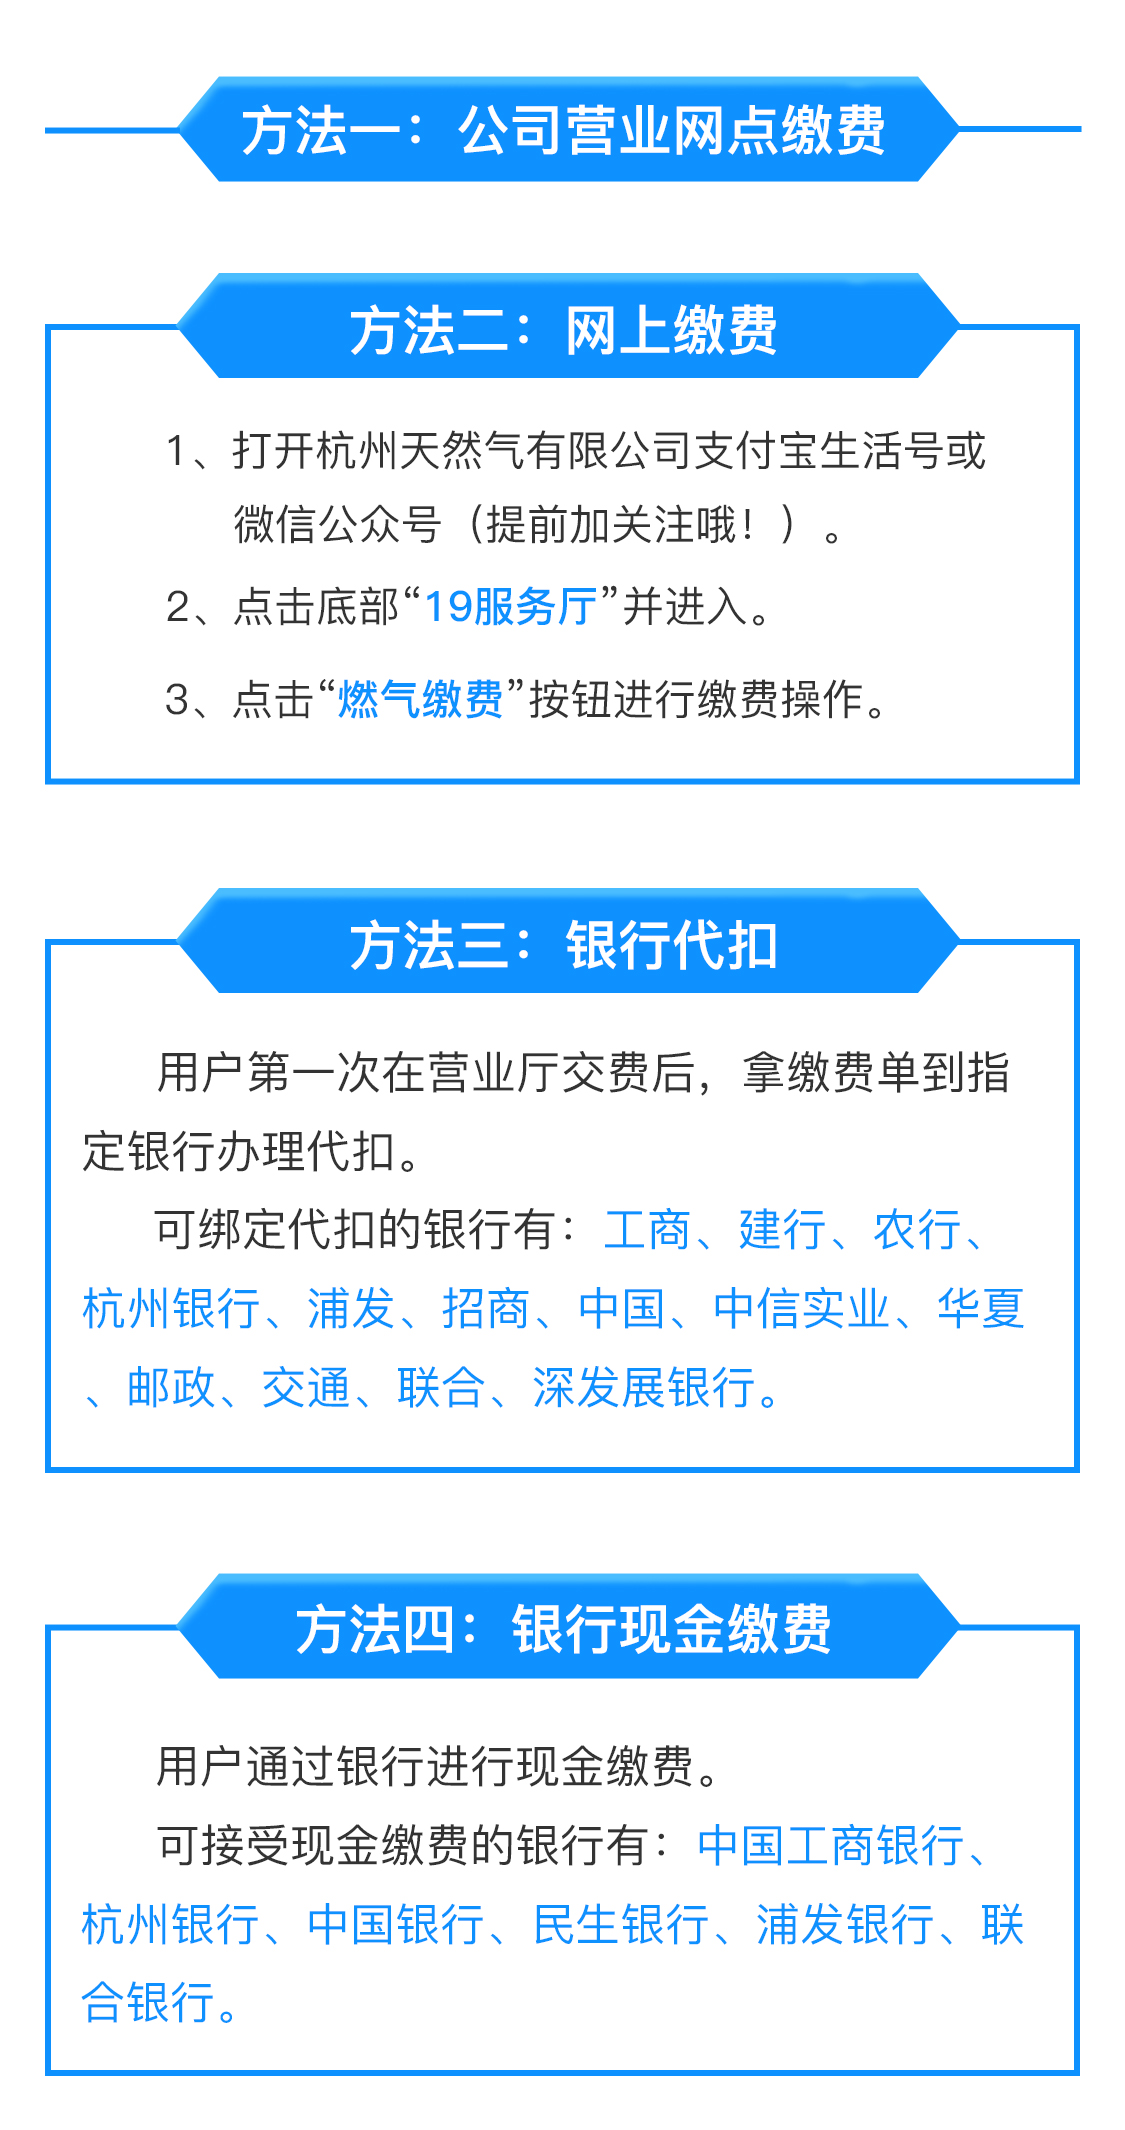 方法一：公司营业网点缴费
方法二：网上缴费
1、打开杭州天然气有限公司支付宝生活号或
微信公众号（提前加关注哦！）。
2、点击底部“19服务厅”并进入。
3、点击“燃气缴费”按钮进行缴费操作。
方法三：银行代扣
用户第一次在营业厅交费后，拿缴费单到指
定银行办理代扣。
可绑定代扣的银行有：工商、建行、农行、
杭州银行、浦发、招商、中国、中信实业、华夏
、邮政、交通、联合、深发展银行。
方法四：银行现金缴费
用户通过银行进行现金缴费。
可接受现金缴费的银行有：中国工商银行、
杭州银行、中国银行、民生银行、浦发银行、联
合银行。